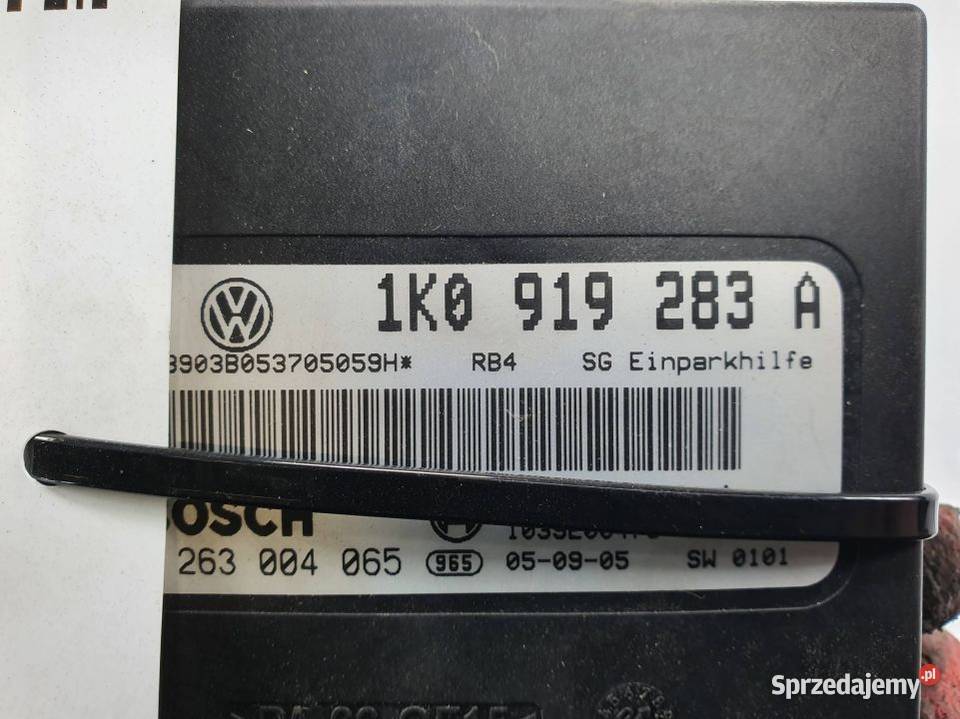 1K0 919 283 A
3903B053705059H* RB4 SG Einparkhilfe
BOSCH
263 004 065 965 05-09-05 SW 0101
Sprzedajemy.pl